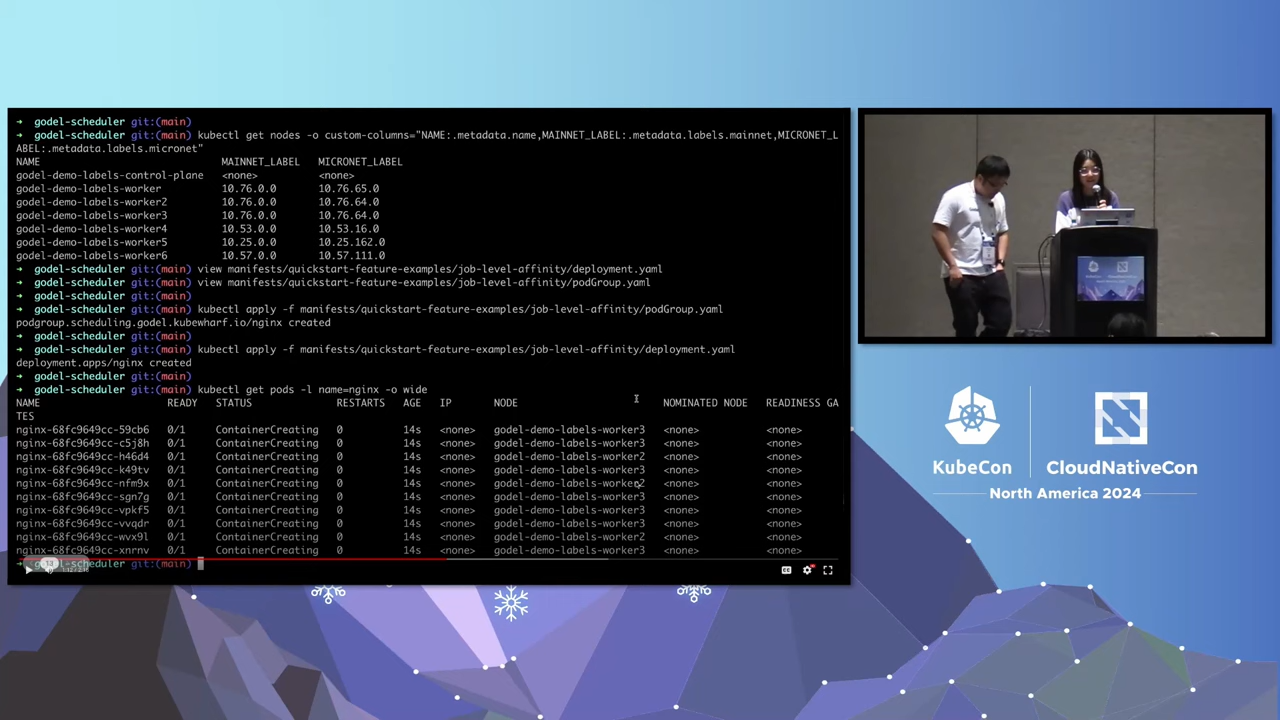 ➜ godel-scheduler git:(main)
➜ godel-scheduler git:(main) kubectl get nodes -o custom-columns="NAME:.metadata.name,MAINNET_LABEL:.metadata.labels.mainnet,MICRONET_L
ABEL:.metadata.labels.micronet"
NAME MAINNET_LABEL MICRONET_LABEL
godel-demo-labels-control-plane <none> <none>
godel-demo-labels-worker 10.76.0.0 10.76.65.0
godel-demo-labels-worker2 10.76.0.0 10.76.64.0
godel-demo-labels-worker3 10.76.0.0 10.76.64.0
godel-demo-labels-worker4 10.53.0.0 10.53.16.0
godel-demo-labels-worker5 10.25.0.0 10.25.162.0
godel-demo-labels-worker6 10.57.0.0 10.57.111.0
➜ godel-scheduler git:(main) view manifests/quickstart-feature-examples/job-level-affinity/deployment.yaml
➜ godel-scheduler git:(main) view manifests/quickstart-feature-examples/job-level-affinity/podGroup.yaml
➜ godel-scheduler git:(main)
➜ godel-scheduler git:(main) kubectl apply -f manifests/quickstart-feature-examples/job-level-affinity/podGroup.yaml
podgroup.scheduling.godel.kubewharf.io/nginx created
➜ godel-scheduler git:(main)
➜ godel-scheduler git:(main) kubectl apply -f manifests/quickstart-feature-examples/job-level-affinity/deployment.yaml
deployment.apps/nginx created
➜ godel-scheduler git:(main)
➜ godel-scheduler git:(main) kubectl get pods -l name=nginx -o wide
NAME READY STATUS RESTARTS AGE IP NODE NOMINATED NODE READINESS GA
TES
nginx-68fc9649cc-59cb6 0/1 ContainerCreating 0 14s <none> godel-demo-labels-worker3 <none> <none>
nginx-68fc9649cc-c5j8h 0/1 ContainerCreating 0 14s <none> godel-demo-labels-worker3 <none> <none>
nginx-68fc9649cc-h46d4 0/1 ContainerCreating 0 14s <none> godel-demo-labels-worker2 <none> <none>
nginx-68fc9649cc-k49tv 0/1 ContainerCreating 0 14s <none> godel-demo-labels-worker3 <none> <none>
nginx-68fc9649cc-nfm9x 0/1 ContainerCreating 0 14s <none> godel-demo-labels-worker2 <none> <none>
nginx-68fc9649cc-sgn7g 0/1 ContainerCreating 0 14s <none> godel-demo-labels-worker3 <none> <none>
nginx-68fc9649cc-vpkf5 0/1 ContainerCreating 0 14s <none> godel-demo-labels-worker3 <none> <none>
nginx-68fc9649cc-vvqdr 0/1 ContainerCreating 0 14s <none> godel-demo-labels-worker3 <none> <none>
nginx-68fc9649cc-wvx9l 0/1 ContainerCreating 0 14s <none> godel-demo-labels-worker2 <none> <none>
nginx-68fc9649cc-xnrnv 0/1 ContainerCreating 0 14s <none> godel-demo-labels-worker3 <none> <none>
➜ godel-scheduler git:(main)
KubeCon
CloudNativeCon
North America 2024